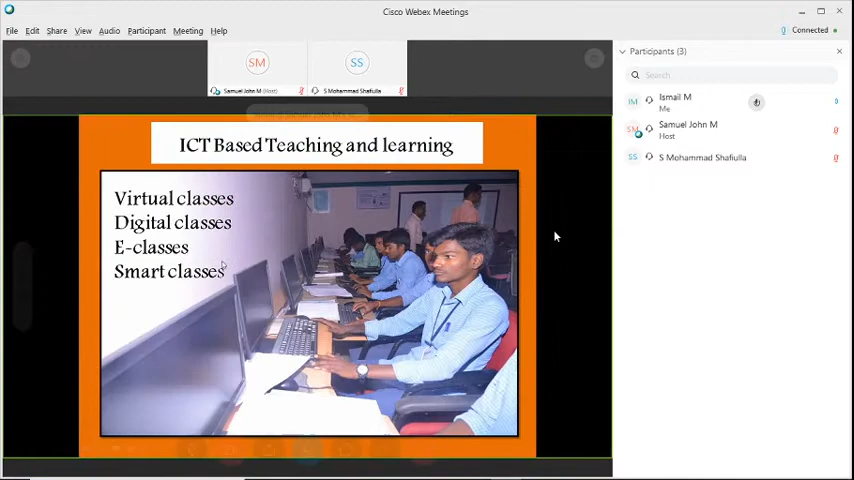 Cisco Webex Meetings
File Edit Share View Audio Participant Meeting Help
Connected
SM
SS
Samuel John M (Host)
S Mohammad Shafiulla
ICT Based Teaching and learning
Virtual classes
Digital classes
E-classes
Smart classes
Participants (3)
Search
IM
Ismail M
Me
SM
Samuel John M
Host
SS
S Mohammad Shafiulla